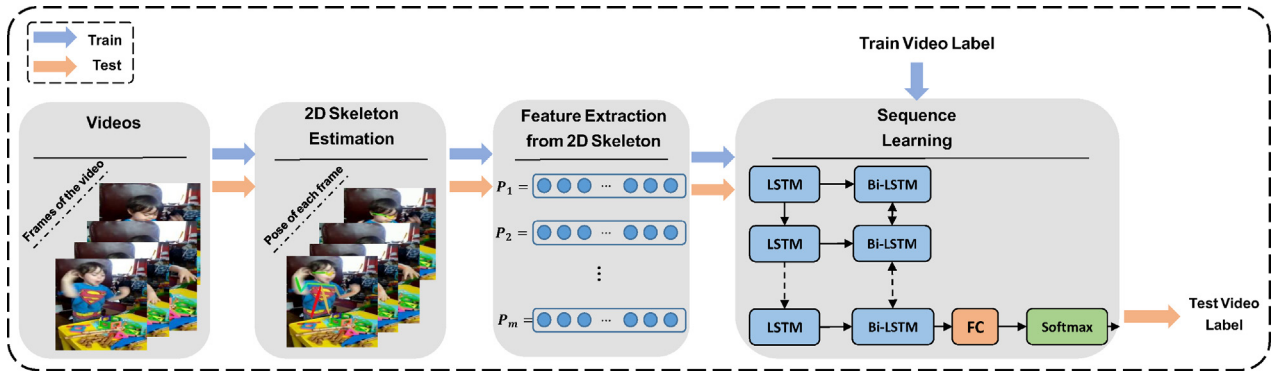 Train
Test
Train Video Label
Videos
Frames of the video
2D Skeleton
Estimation
Pose of each frame
Feature Extraction
from 2D Skeleton
P₁ = ...
P₂ = ...
⋮
Pₘ = ...
Sequence
Learning
LSTM Bi-LSTM
LSTM Bi-LSTM
LSTM Bi-LSTM FC Softmax
Test Video
Label